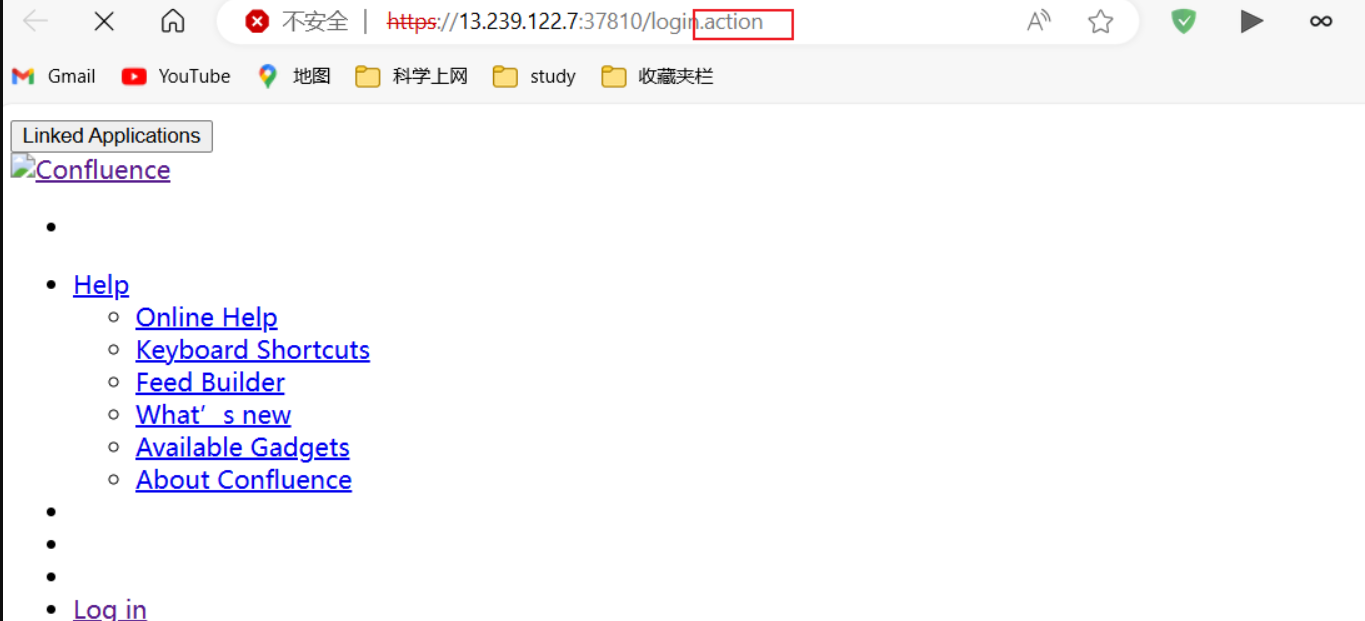 不安全 | https://13.239.122.7:37810/login.action
Gmail YouTube 地图 科学上网 study 收藏夹栏
Linked Applications
Confluence
Help
Online Help
Keyboard Shortcuts
Feed Builder
What’s new
Available Gadgets
About Confluence
Log in